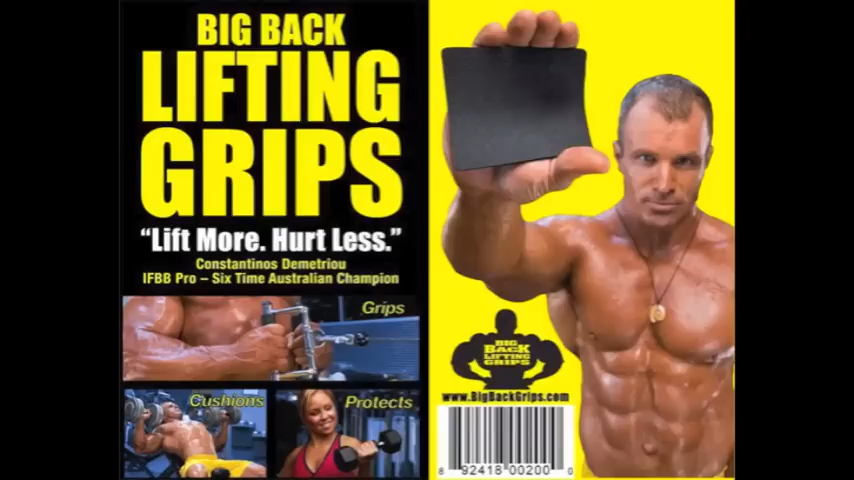 BIG BACK
LIFTING
GRIPS
“Lift More. Hurt Less.”
Constantinos Demetriou
IFBB Pro – Six Time Australian Champion
Grips
Cushions
Protects
BIG
BACK
LIFTING
GRIPS
www.BigBackGrips.com
8 92418 00200 0